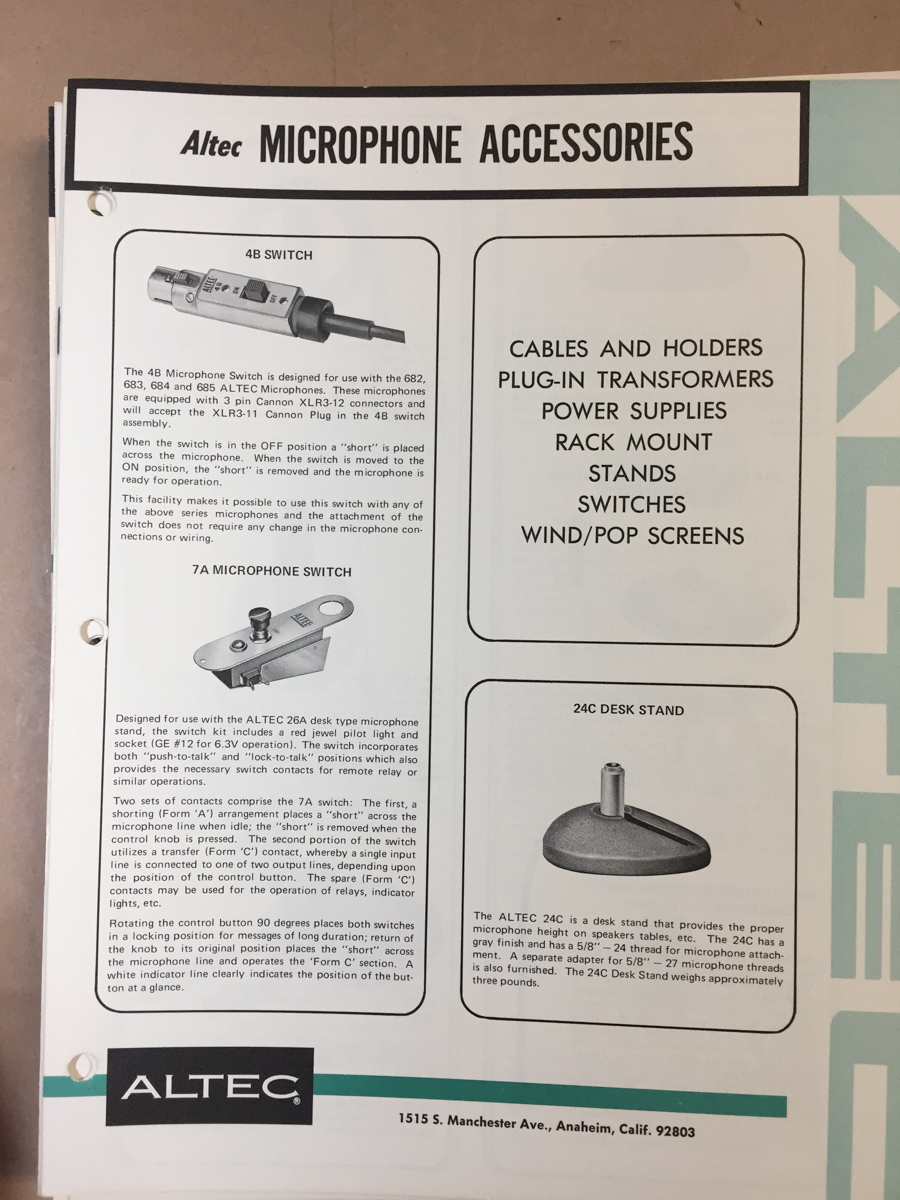 Altec MICROPHONE ACCESSORIES
4B SWITCH
ALTEC
4B
ON
OFF
The 4B Microphone Switch is designed for use with the 682,
683, 684 and 685 ALTEC Microphones. These microphones
are equipped with 3 pin Cannon XLR3-12 connectors and
will accept the XLR3-11 Cannon Plug in the 4B switch
assembly.
When the switch is in the OFF position a "short" is placed
across the microphone. When the switch is moved to the
ON position, the "short" is removed and the microphone is
ready for operation.
This facility makes it possible to use this switch with any of
the above series microphones and the attachment of the
switch does not require any change in the microphone con-
nections or wiring.
7A MICROPHONE SWITCH
ALTEC
Designed for use with the ALTEC 26A desk type microphone
stand, the switch kit includes a red jewel pilot light and
socket (GE #12 for 6.3V operation). The switch incorporates
both "push-to-talk" and "lock-to-talk" positions which also
provides the necessary switch contacts for remote relay or
similar operations.
Two sets of contacts comprise the 7A switch: The first, a
shorting (Form 'A') arrangement places a "short" across the
microphone line when idle; the "short" is removed when the
control knob is pressed. The second portion of the switch
utilizes a transfer (Form 'C') contact, whereby a single input
line is connected to one of two output lines, depending upon
the position of the control button. The spare (Form 'C')
contacts may be used for the operation of relays, indicator
lights, etc.
Rotating the control button 90 degrees places both switches
in a locking position for messages of long duration; return of
the knob to its original position places the "short" across
the microphone line and operates the 'Form C' section. A
white indicator line clearly indicates the position of the but-
ton at a glance.
CABLES AND HOLDERS
PLUG-IN TRANSFORMERS
POWER SUPPLIES
RACK MOUNT
STANDS
SWITCHES
WIND/POP SCREENS
24C DESK STAND
The ALTEC 24C is a desk stand that provides the proper
microphone height on speakers tables, etc. The 24C has a
gray finish and has a 5/8" – 24 thread for microphone attach-
ment. A separate adapter for 5/8" – 27 microphone threads
is also furnished. The 24C Desk Stand weighs approximately
three pounds.
ALTEC®
1515 S. Manchester Ave., Anaheim, Calif. 92803
ALTEC